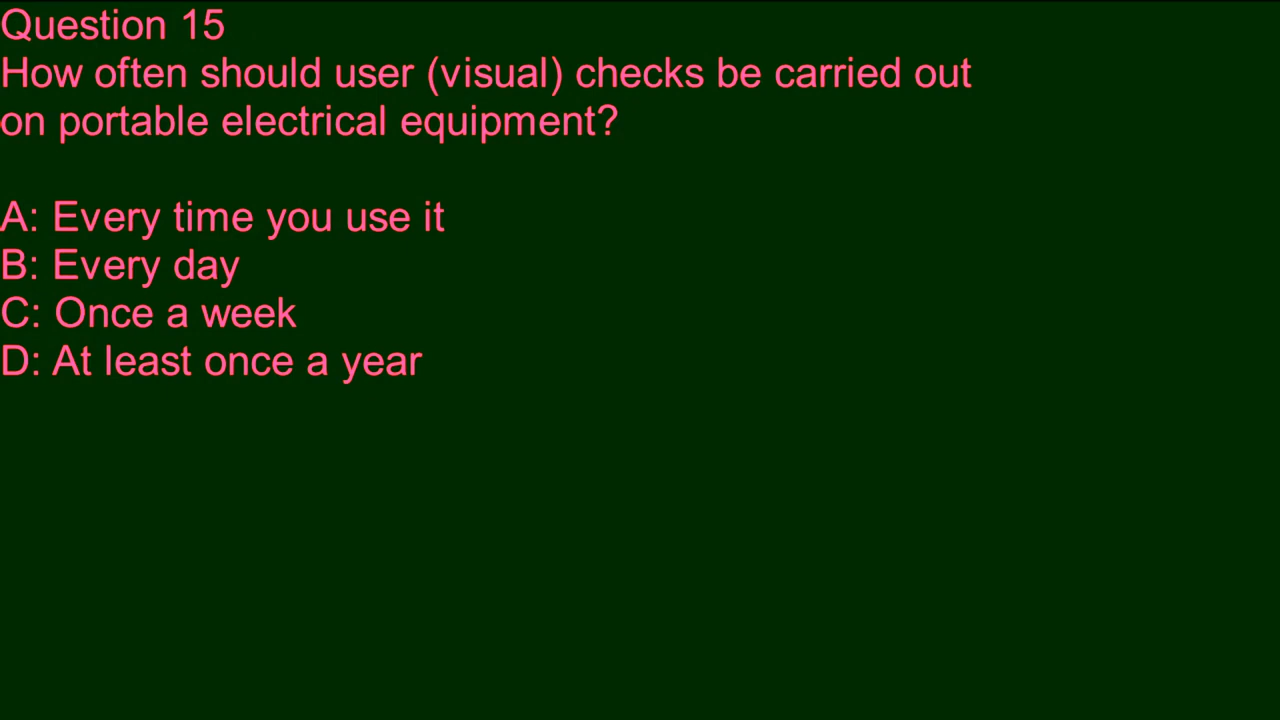 Question 15
How often should user (visual) checks be carried out
on portable electrical equipment?
A: Every time you use it
B: Every day
C: Once a week
D: At least once a year